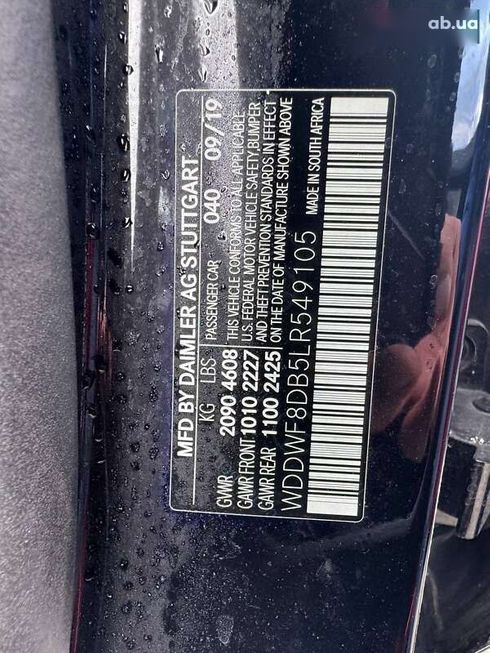 ab.ua
MFD BY DAIMLER AG STUTTGART
KG LBS PASSENGER CAR 040 09/19
GVWR 2090 4608 THIS VEHICLE CONFORMS TO ALL APPLICABLE
GAWR FRONT 1010 2227 U.S. FEDERAL MOTOR VEHICLE SAFETY, BUMPER
AND THEFT PREVENTION STANDARDS IN EFFECT
GAWR REAR 1100 2425 ON THE DATE OF MANUFACTURE SHOWN ABOVE
WDDWF8DB5LR549105 MADE IN SOUTH AFRICA